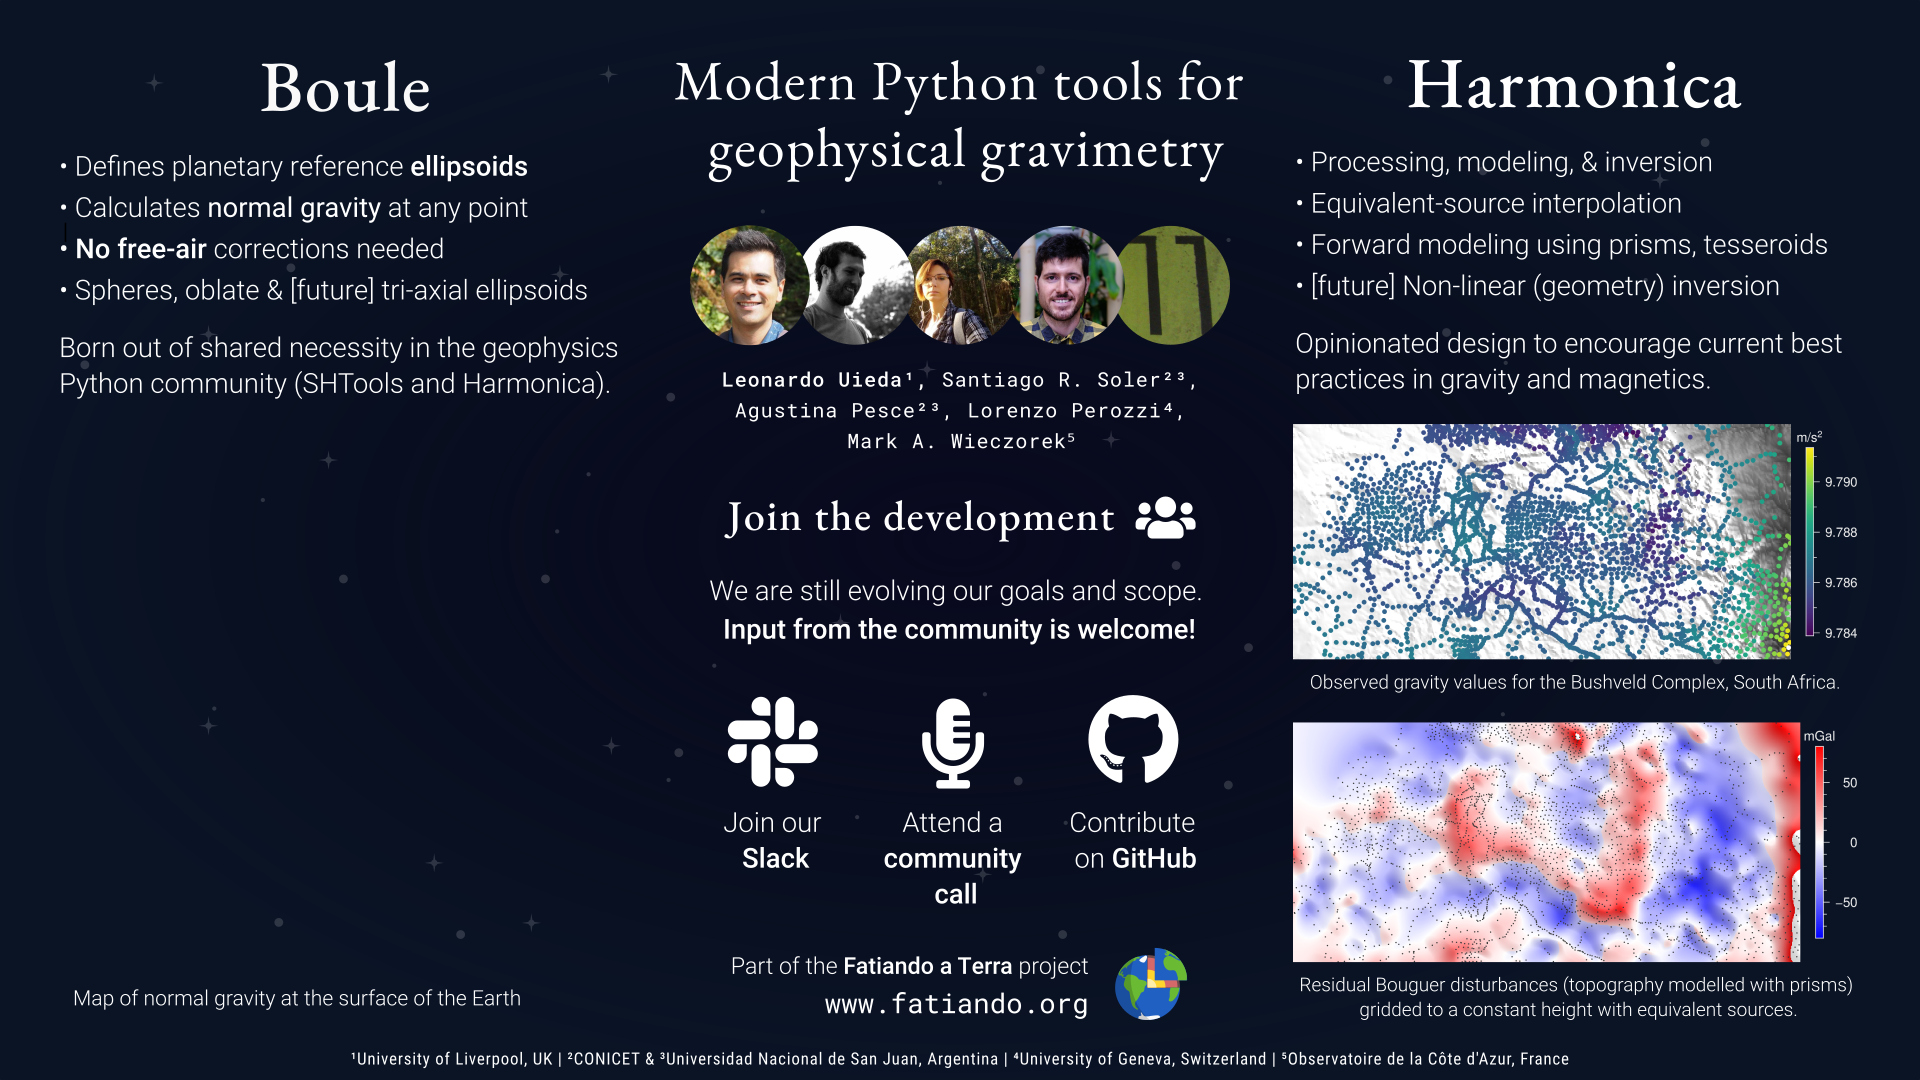 Boule
• Defines planetary reference ellipsoids
• Calculates normal gravity at any point
• No free-air corrections needed
• Spheres, oblate & [future] tri-axial ellipsoids
Born out of shared necessity in the geophysics
Python community (SHTools and Harmonica).
Map of normal gravity at the surface of the Earth
Modern Python tools for
geophysical gravimetry
Leonardo Uieda¹, Santiago R. Soler²³,
Agustina Pesce²³, Lorenzo Perozzi⁴,
Mark A. Wieczorek⁵
Join the development
We are still evolving our goals and scope.
Input from the community is welcome!
Join our
Slack
Attend a
community
call
Contribute
on GitHub
Part of the Fatiando a Terra project
www.fatiando.org
Harmonica
• Processing, modeling, & inversion
• Equivalent-source interpolation
• Forward modeling using prisms, tesseroids
• [future] Non-linear (geometry) inversion
Opinionated design to encourage current best
practices in gravity and magnetics.
m/s²
9.790
9.788
9.786
9.784
Observed gravity values for the Bushveld Complex, South Africa.
mGal
50
0
−50
Residual Bouguer disturbances (topography modelled with prisms)
gridded to a constant height with equivalent sources.
¹University of Liverpool, UK | ²CONICET & ³Universidad Nacional de San Juan, Argentina | ⁴University of Geneva, Switzerland | ⁵Observatoire de la Côte d'Azur, France